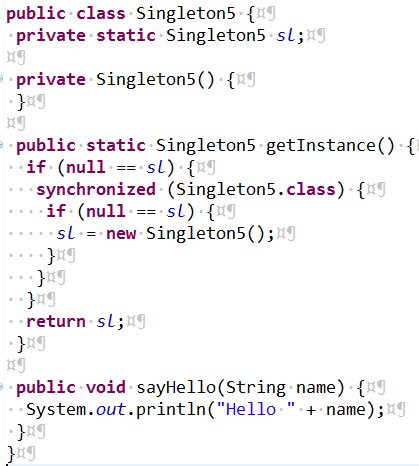 public class Singleton5 {
private static Singleton5 sl;

private Singleton5() {
}

public static Singleton5 getInstance() {
if (null == sl) {
synchronized (Singleton5.class) {
if (null == sl) {
sl = new Singleton5();
}
}
}
return sl;
}

public void sayHello(String name) {
System.out.println("Hello " + name);
}
}